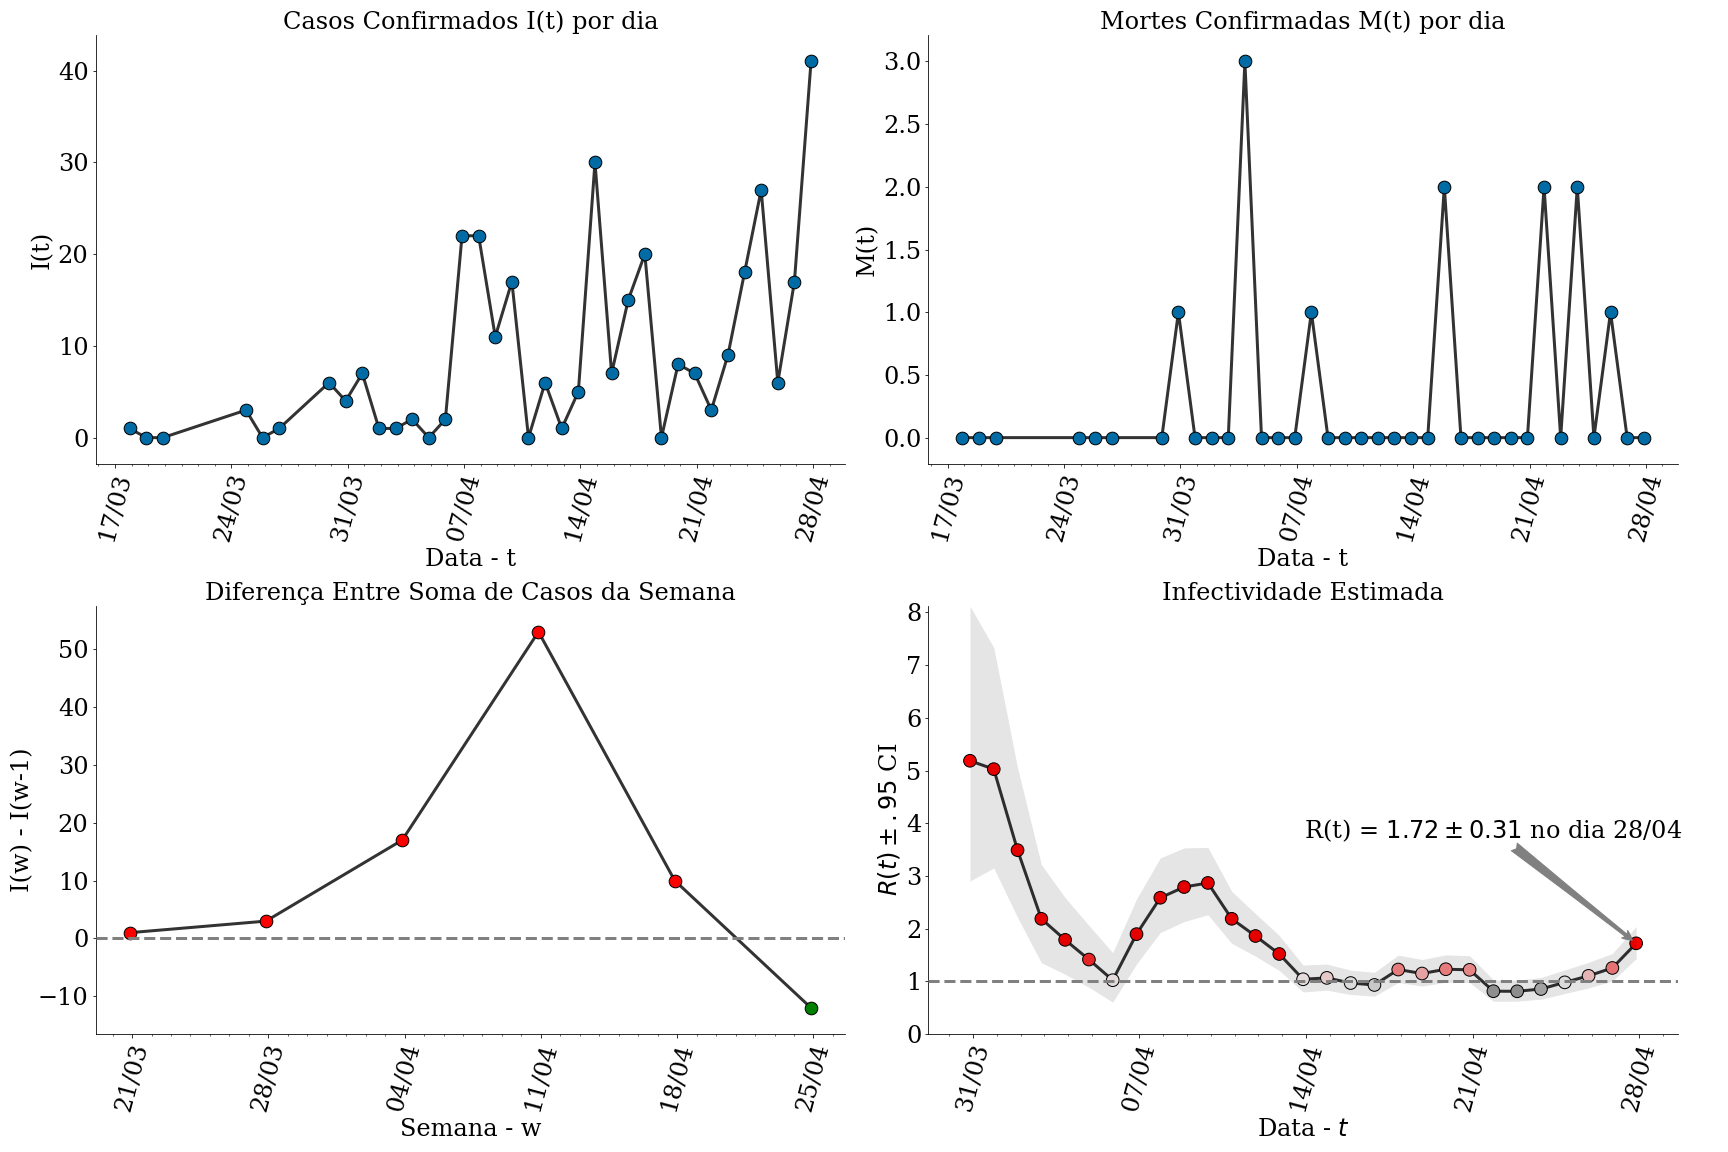 Casos Confirmados I(t) por dia
I(t)
40
30
20
10
0
17/03 24/03 31/03 07/04 14/04 21/04 28/04
Data - t
Mortes Confirmadas M(t) por dia
M(t)
3.0
2.5
2.0
1.5
1.0
0.5
0.0
17/03 24/03 31/03 07/04 14/04 21/04 28/04
Data - t
Diferença Entre Soma de Casos da Semana
I(w) - I(w-1)
50
40
30
20
10
0
−10
21/03 28/03 04/04 11/04 18/04 25/04
Semana - w
Infectividade Estimada
R(t) ± .95 CI
8
7
6
5
4
3
2
1
0
R(t) = 1.72 ± 0.31 no dia 28/04
31/03 07/04 14/04 21/04 28/04
Data - t